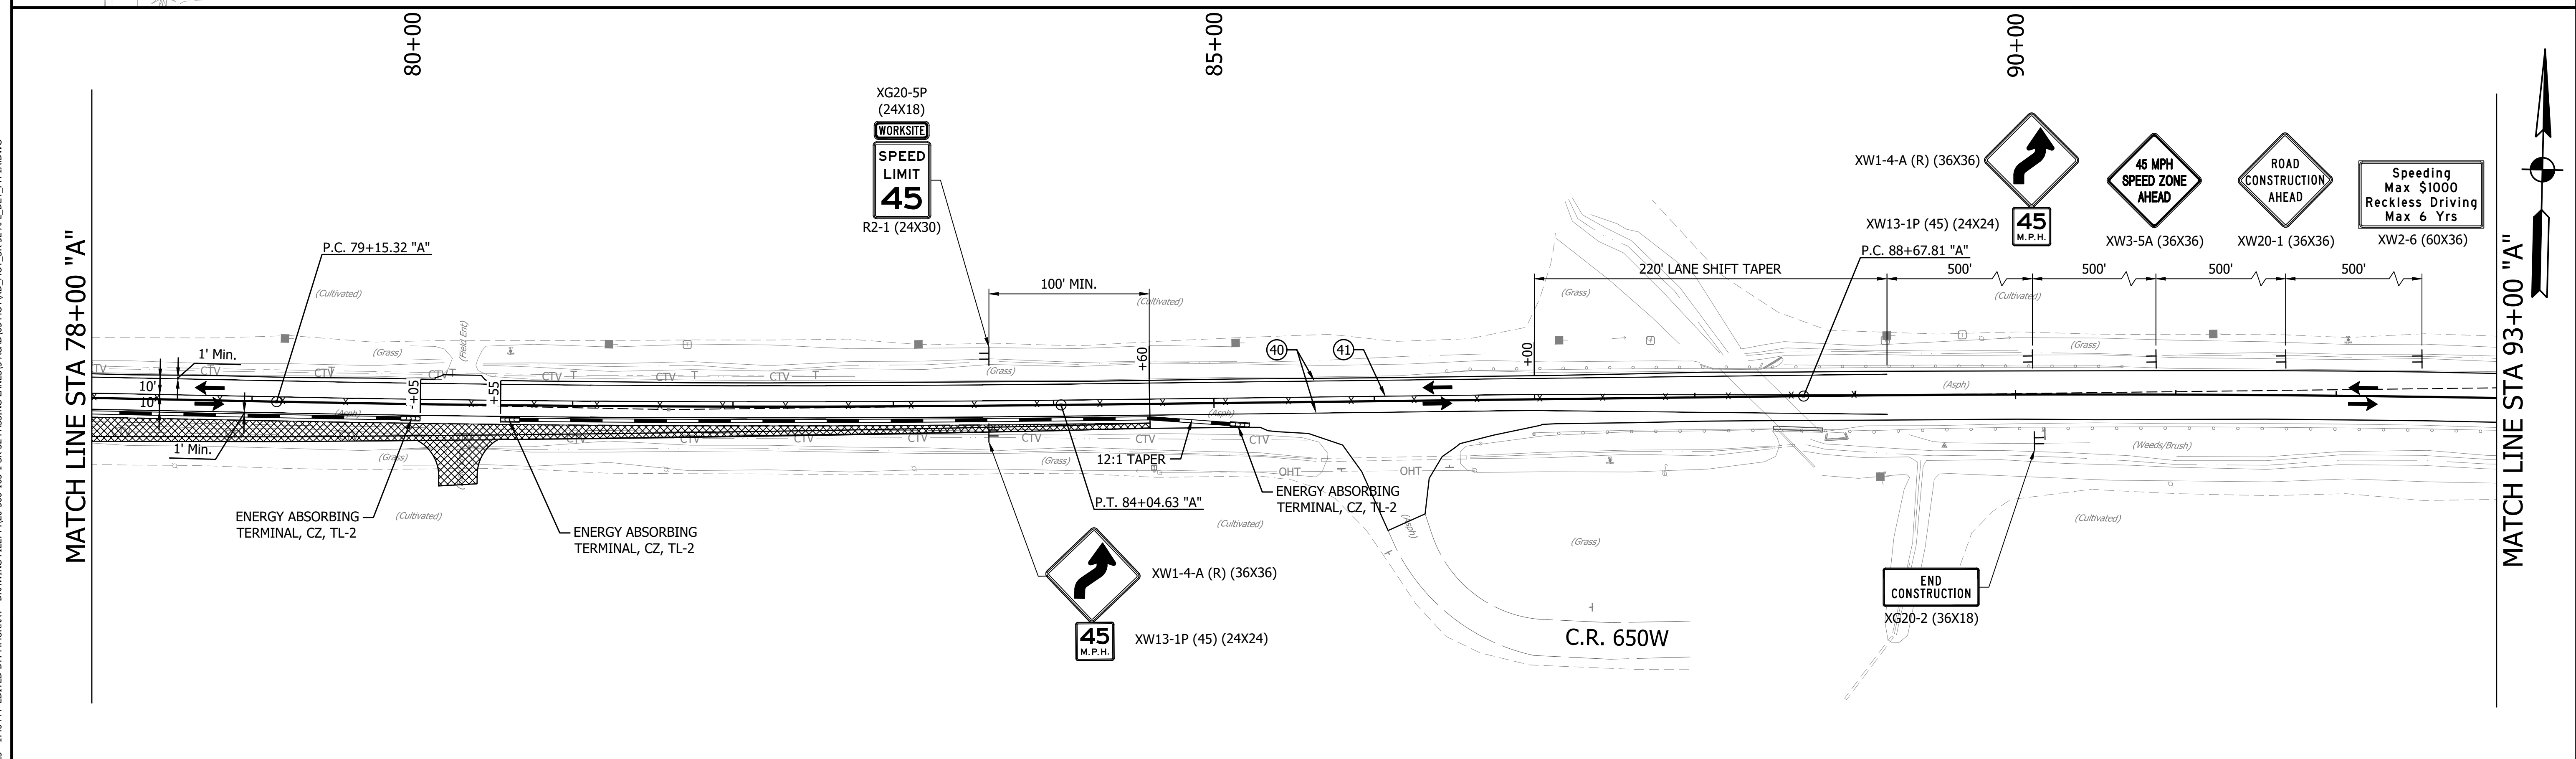 80+00
85+00
90+00
MATCH LINE STA 78+00 "A"
MATCH LINE STA 93+00 "A"
XG20-5P
(24X18)
WORKSITE
SPEED
LIMIT
45
R2-1 (24X30)
XW1-4-A (R) (36X36)
XW13-1P (45) (24X24)
45
M.P.H.
45 MPH
SPEED ZONE
AHEAD
XW3-5A (36X36)
ROAD
CONSTRUCTION
AHEAD
XW20-1 (36X36)
Speeding
Max $1000
Reckless Driving
Max 6 Yrs
XW2-6 (60X36)
P.C. 79+15.32 "A"
P.C. 88+67.81 "A"
220' LANE SHIFT TAPER
500'
500'
500'
500'
100' MIN.
(Cultivated)
(Cultivated)
(Grass)
(Cultivated)
1' Min.
(Grass)
(Field Ent)
+60
40
41
+00
(Grass)
(Grass)
CTV
CTV
CTV T
CTV T
CTV T
CTV T
CTV T
10'
10'
+05
+55
(Asph)
(Asph)
(Asph)
1' Min.
CTV
CTV
CTV
CTV
CTV
CTV
CTV
CTV
(Grass)
(Grass)
12:1 TAPER
OHT
OHT
(Weeds/Brush)
ENERGY ABSORBING
TERMINAL, CZ, TL-2
(Cultivated)
ENERGY ABSORBING
TERMINAL, CZ, TL-2
P.T. 84+04.63 "A"
ENERGY ABSORBING
TERMINAL, CZ, TL-2
(Cultivated)
(Asph)
(Grass)
(Cultivated)
XW1-4-A (R) (36X36)
45
M.P.H.
XW13-1P (45) (24X24)
C.R. 650W
END
CONSTRUCTION
XG20-2 (36X18)